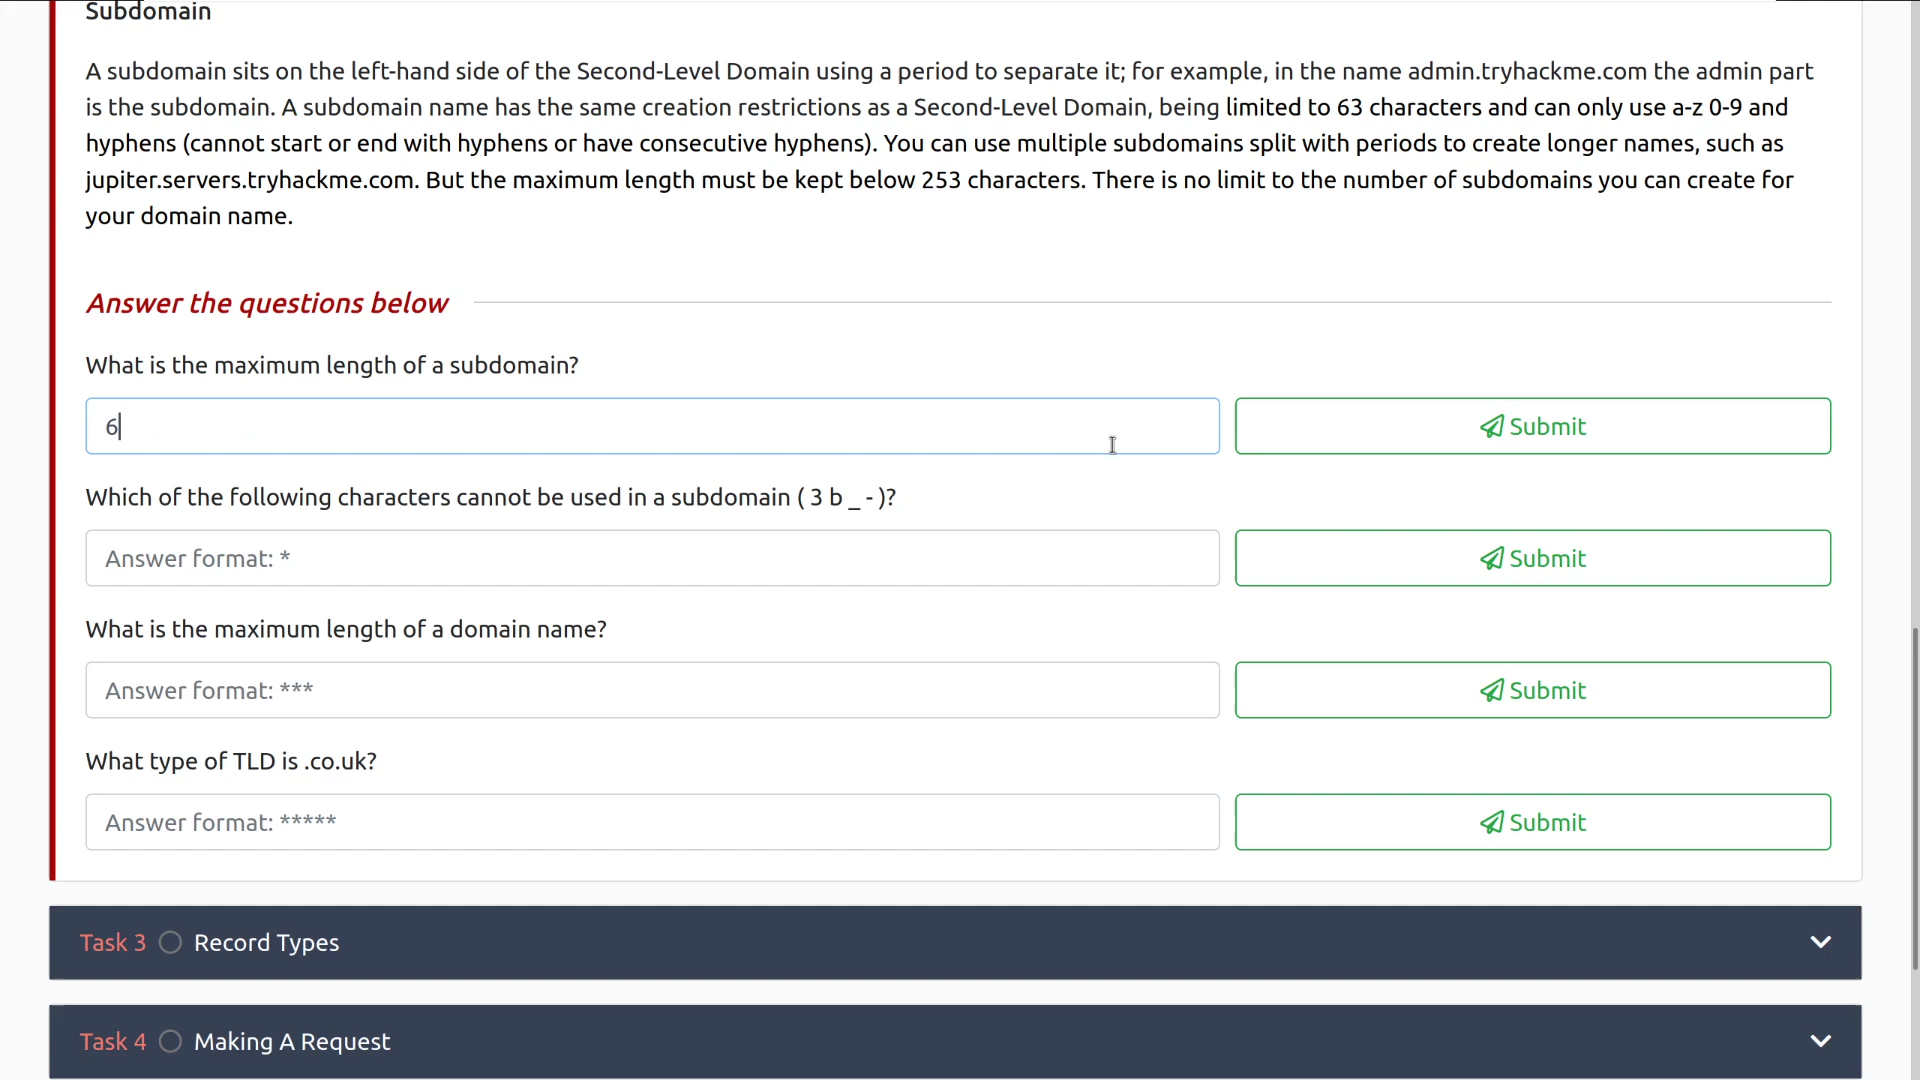 Subdomain
A subdomain sits on the left-hand side of the Second-Level Domain using a period to separate it; for example, in the name admin.tryhackme.com the admin part
is the subdomain. A subdomain name has the same creation restrictions as a Second-Level Domain, being limited to 63 characters and can only use a-z 0-9 and
hyphens (cannot start or end with hyphens or have consecutive hyphens). You can use multiple subdomains split with periods to create longer names, such as
jupiter.servers.tryhackme.com. But the maximum length must be kept below 253 characters. There is no limit to the number of subdomains you can create for
your domain name.
Answer the questions below
What is the maximum length of a subdomain?
6 Submit
Which of the following characters cannot be used in a subdomain ( 3 b _ - )?
Answer format: * Submit
What is the maximum length of a domain name?
Answer format: *** Submit
What type of TLD is .co.uk?
Answer format: ***** Submit
Task 3 Record Types
Task 4 Making A Request